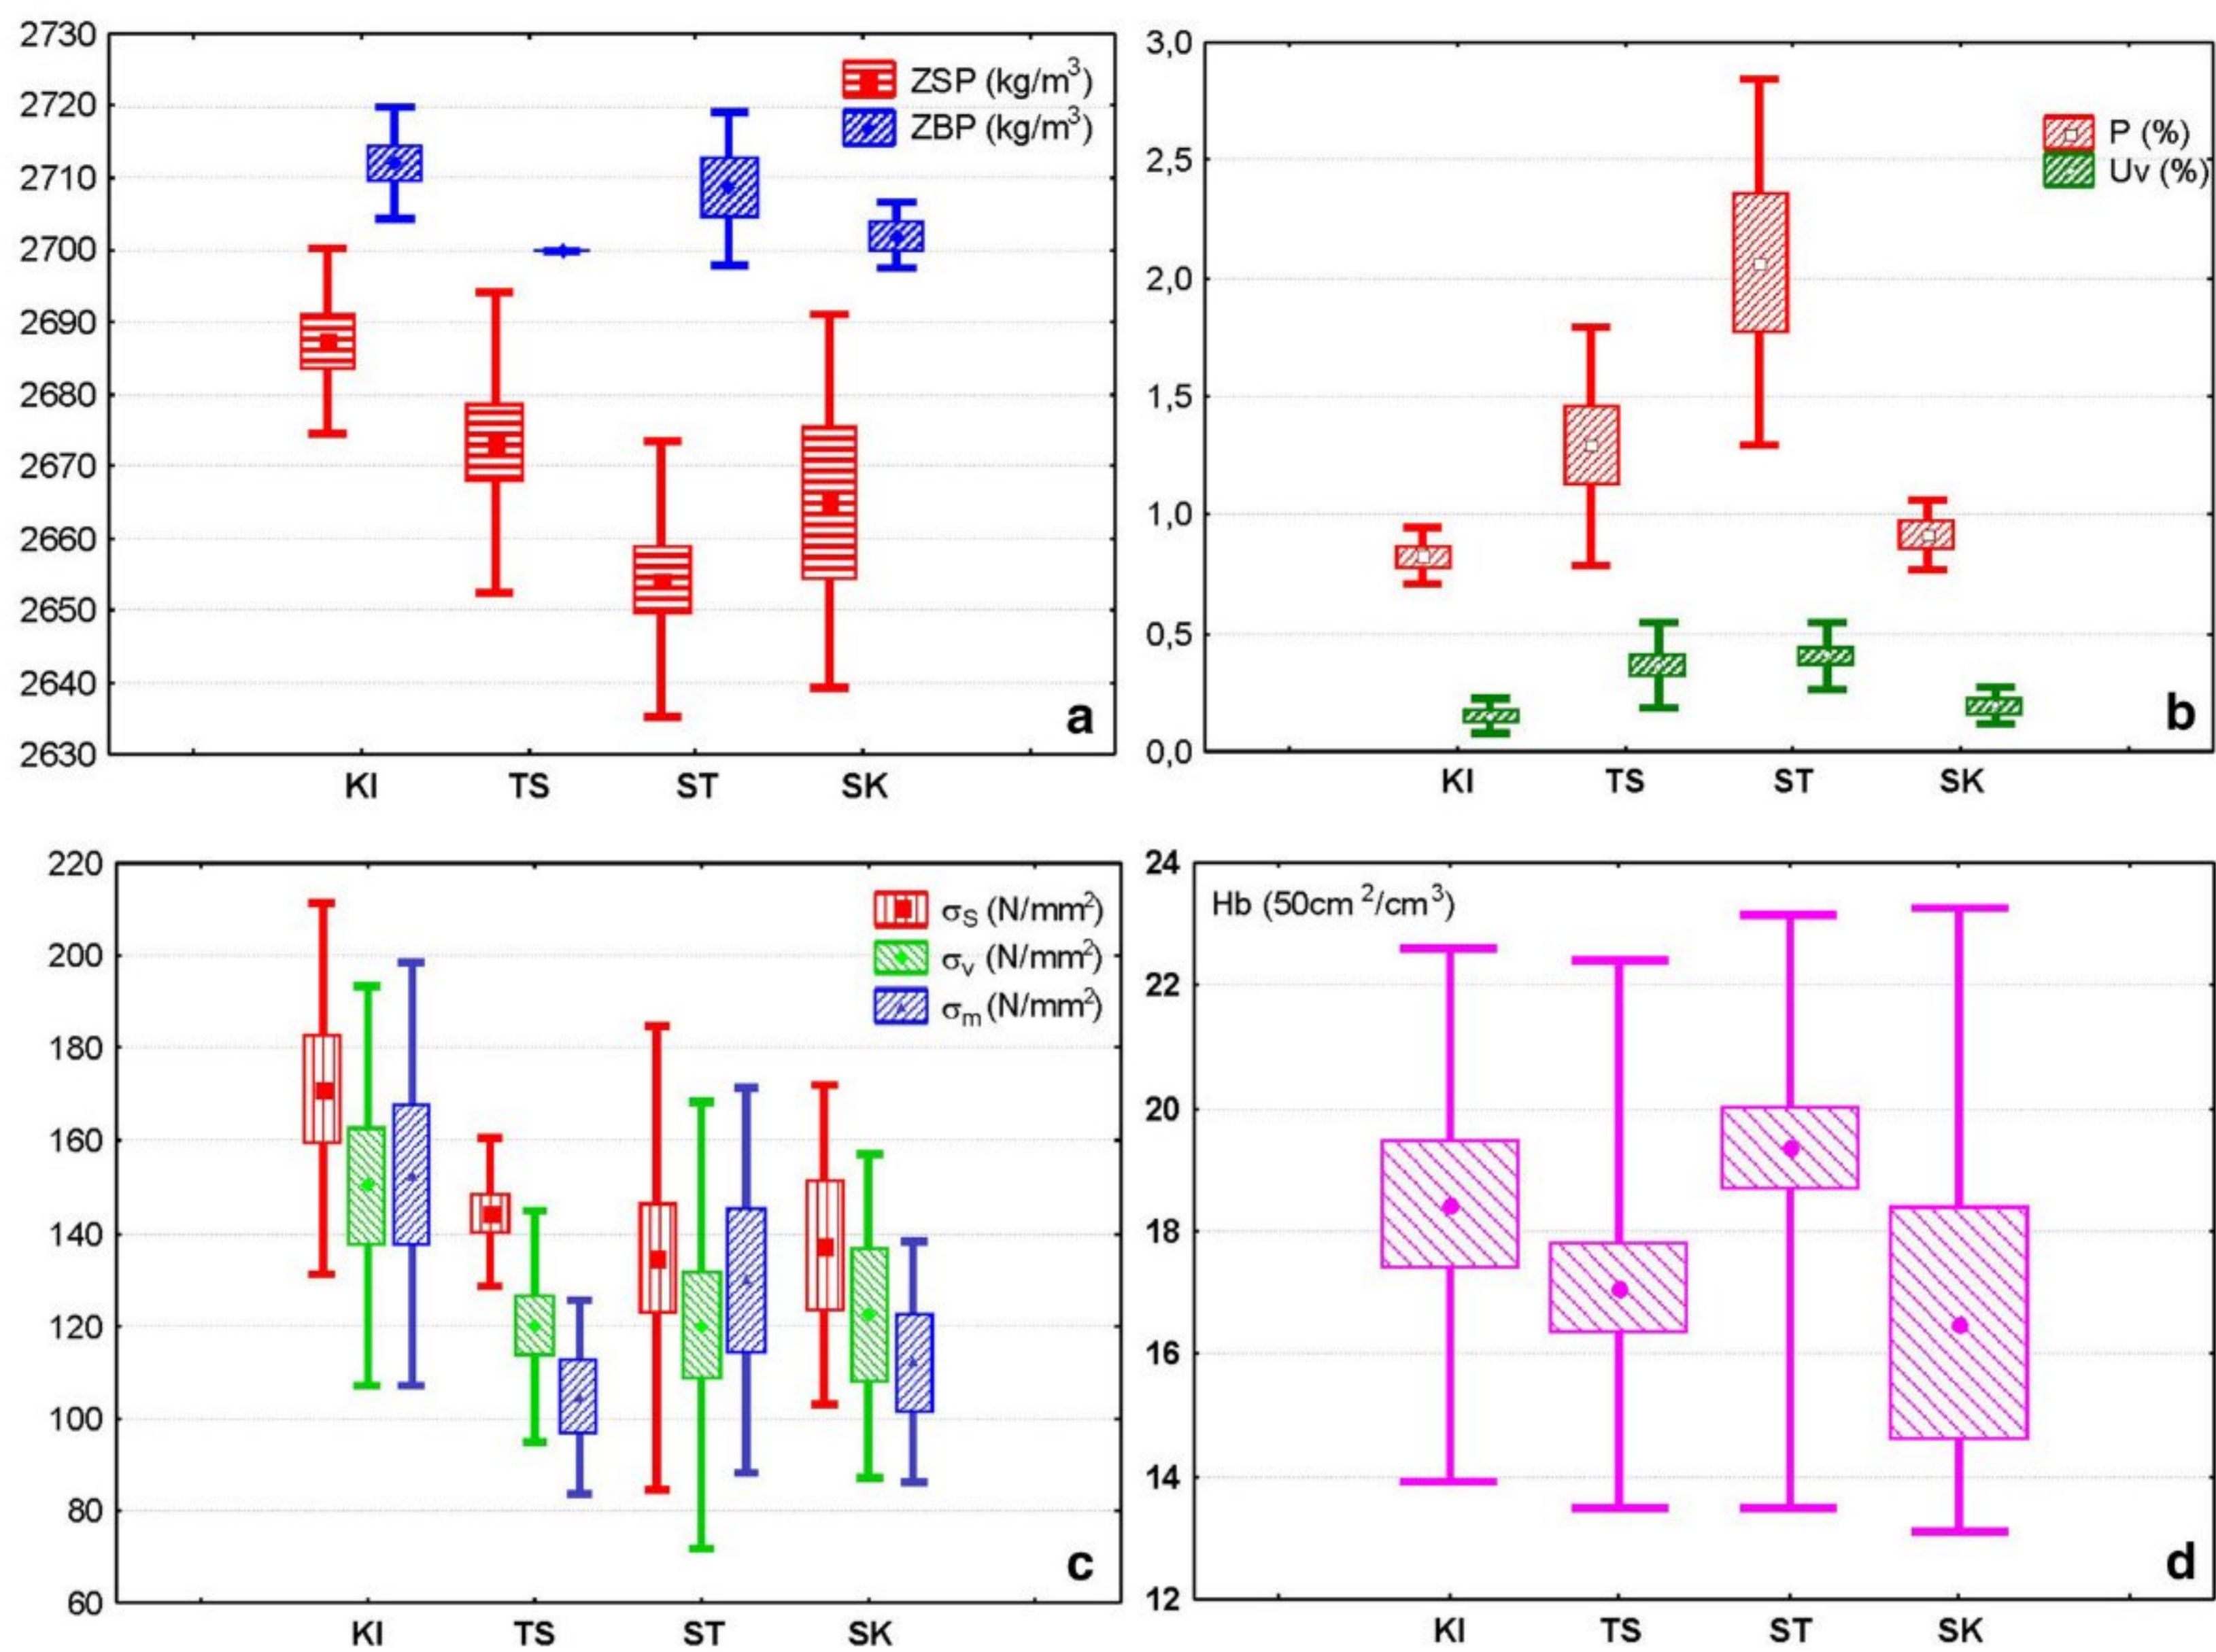 2730
2720
2710
2700
2690
2680
2670
2660
2650
2640
2630
ZSP (kg/m³)
ZBP (kg/m³)
a
KI TS ST SK
3,0
2,5
2,0
1,5
1,0
0,5
0,0
P (%)
Uv (%)
b
KI TS ST SK
220
200
180
160
140
120
100
80
60
σS (N/mm²)
σv (N/mm²)
σm (N/mm²)
c
KI TS ST SK
24
22
20
18
16
14
12
Hb (50cm ²/cm³)
d
KI TS ST SK